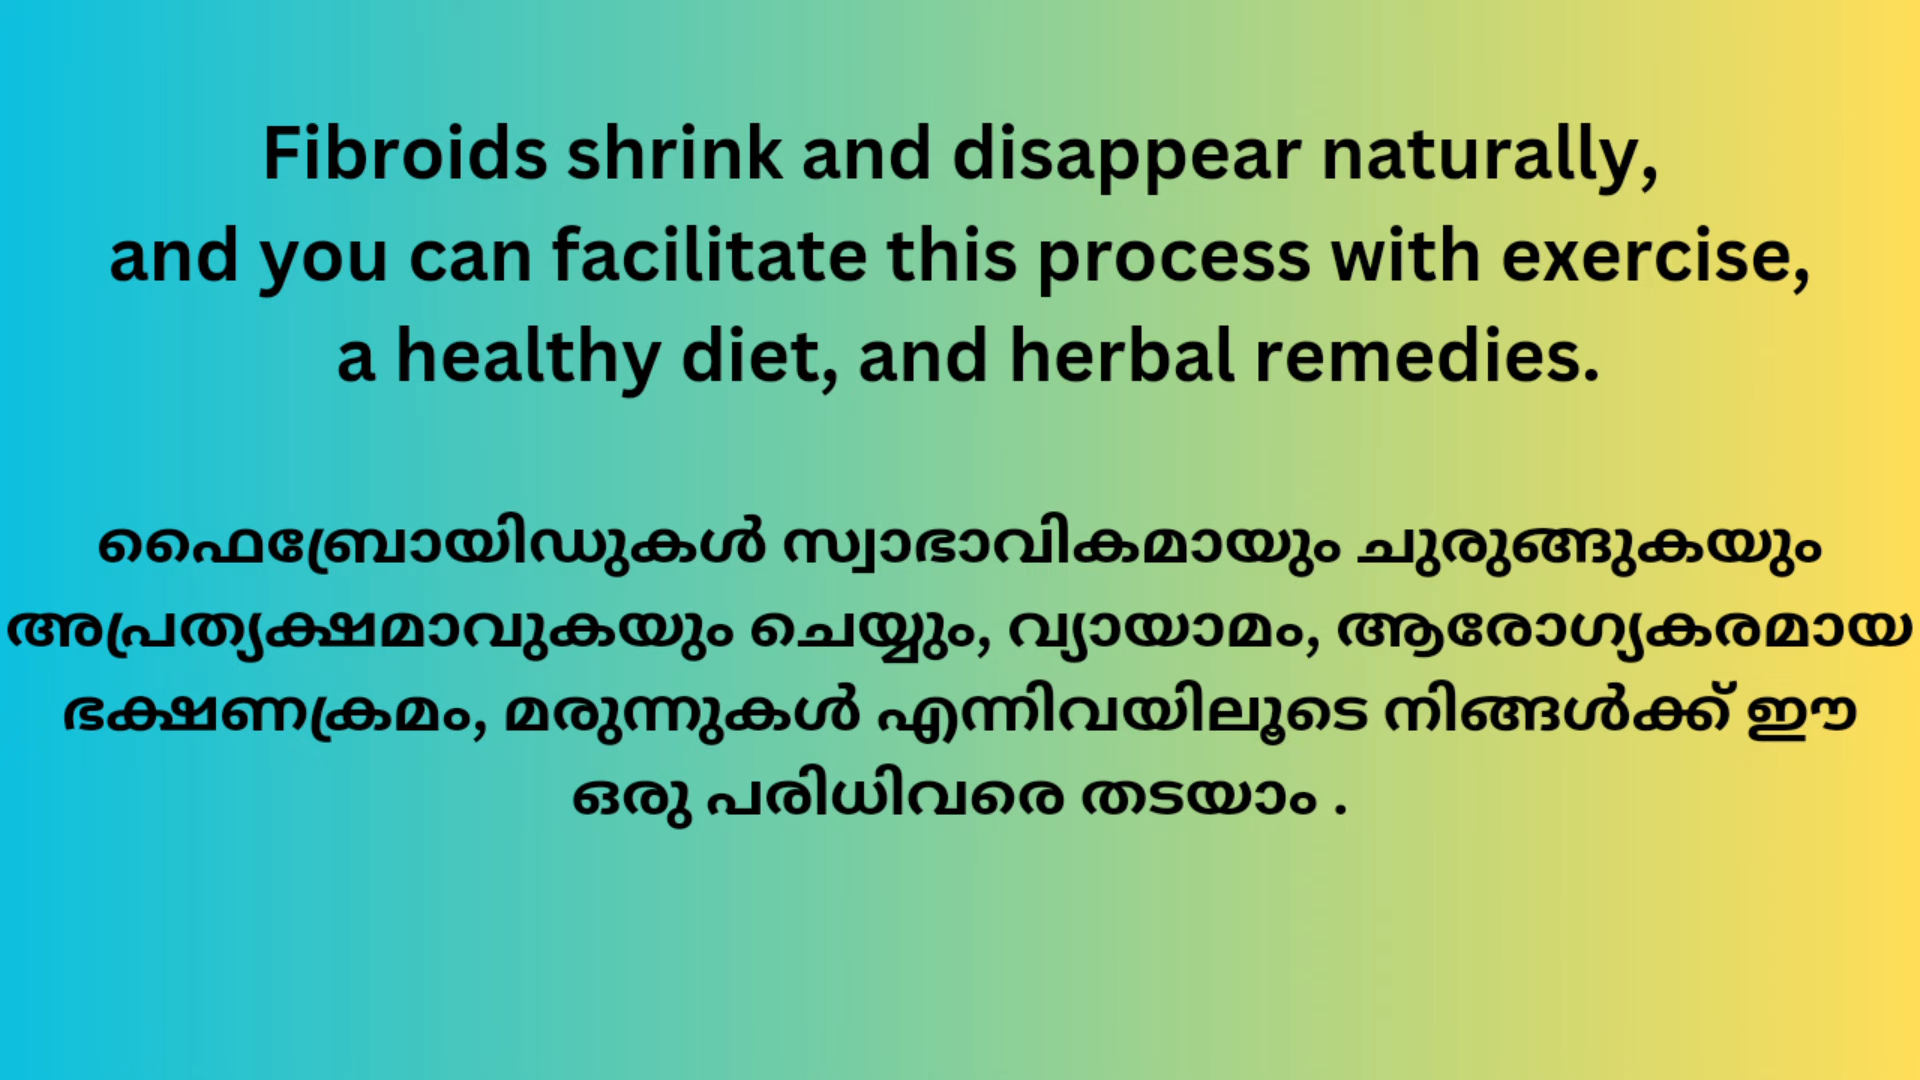 Fibroids shrink and disappear naturally,
and you can facilitate this process with exercise,
a healthy diet, and herbal remedies.
ഫൈബ്രോയിഡുകൾ സ്വാഭാവികമായും ചുരുങ്ങുകയും
അപ്രത്യക്ഷമാവുകയും ചെയ്യും, വ്യായാമം, ആരോഗ്യകരമായ
ഭക്ഷണക്രമം, മരുന്നുകൾ എന്നിവയിലൂടെ നിങ്ങൾക്ക് ഈ
ഒരു പരിധിവരെ തടയാം .